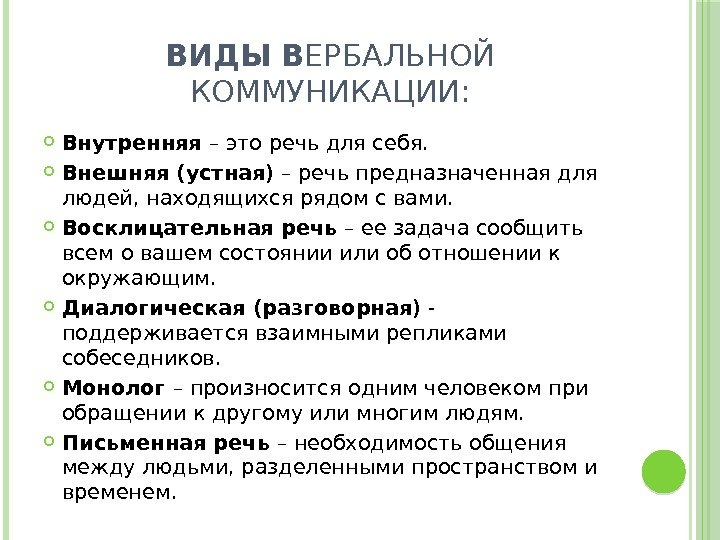 ВИДЫ ВЕРБАЛЬНОЙ
КОММУНИКАЦИИ:
Внутренняя – это речь для себя.
Внешняя (устная) – речь предназначенная для
людей, находящихся рядом с вами.
Восклицательная речь – ее задача сообщить
всем о вашем состоянии или об отношении к
окружающим.
Диалогическая (разговорная) -
поддерживается взаимными репликами
собеседников.
Монолог – произносится одним человеком при
обращении к другому или многим людям.
Письменная речь – необходимость общения
между людьми, разделенными пространством и
временем.